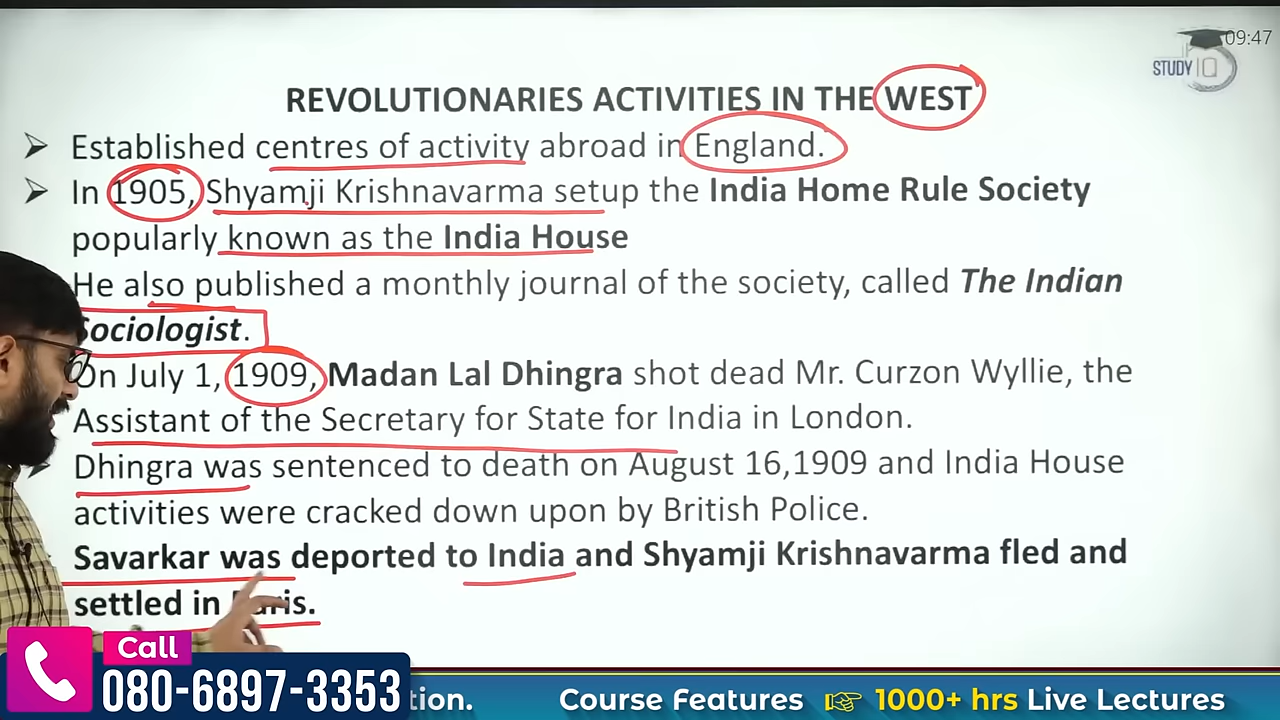 09:47
STUDY IQ
REVOLUTIONARIES ACTIVITIES IN THE WEST
➢ Established centres of activity abroad in England.
➢ In 1905, Shyamji Krishnavarma setup the India Home Rule Society
popularly known as the India House
He also published a monthly journal of the society, called The Indian
Sociologist.
On July 1, 1909, Madan Lal Dhingra shot dead Mr. Curzon Wyllie, the
Assistant of the Secretary for State for India in London.
Dhingra was sentenced to death on August 16,1909 and India House
activities were cracked down upon by British Police.
Savarkar was deported to India and Shyamji Krishnavarma fled and
settled in Paris.
Call
080-6897-3353
tion. Course Features 1000+ hrs Live Lectures